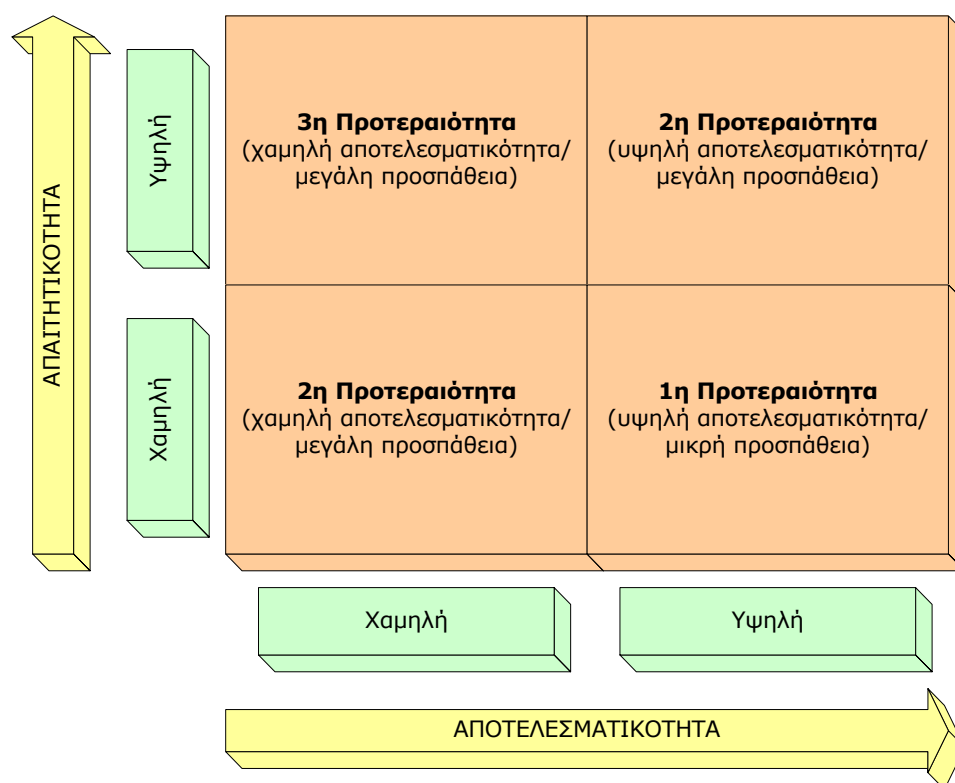 ΑΠΑΙΤΗΤΙΚΟΤΗΤΑ
Υψηλή
3η Προτεραιότητα
(χαμηλή αποτελεσματικότητα/
μεγάλη προσπάθεια)
2η Προτεραιότητα
(υψηλή αποτελεσματικότητα/
μεγάλη προσπάθεια)
Χαμηλή
2η Προτεραιότητα
(χαμηλή αποτελεσματικότητα/
μεγάλη προσπάθεια)
1η Προτεραιότητα
(υψηλή αποτελεσματικότητα/
μικρή προσπάθεια)
Χαμηλή
Υψηλή
ΑΠΟΤΕΛΕΣΜΑΤΙΚΟΤΗΤΑ